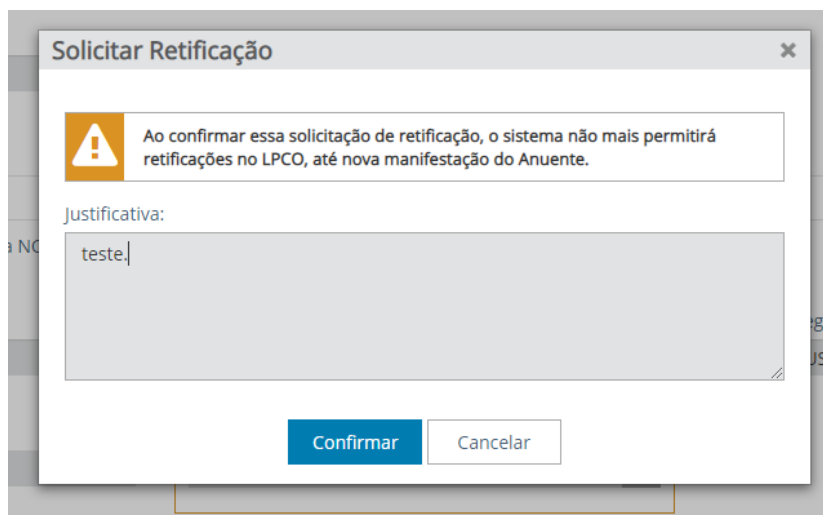 Solicitar Retificação
Ao confirmar essa solicitação de retificação, o sistema não mais permitirá
retificações no LPCO, até nova manifestação do Anuente.
Justificativa:
teste.
Confirmar
Cancelar